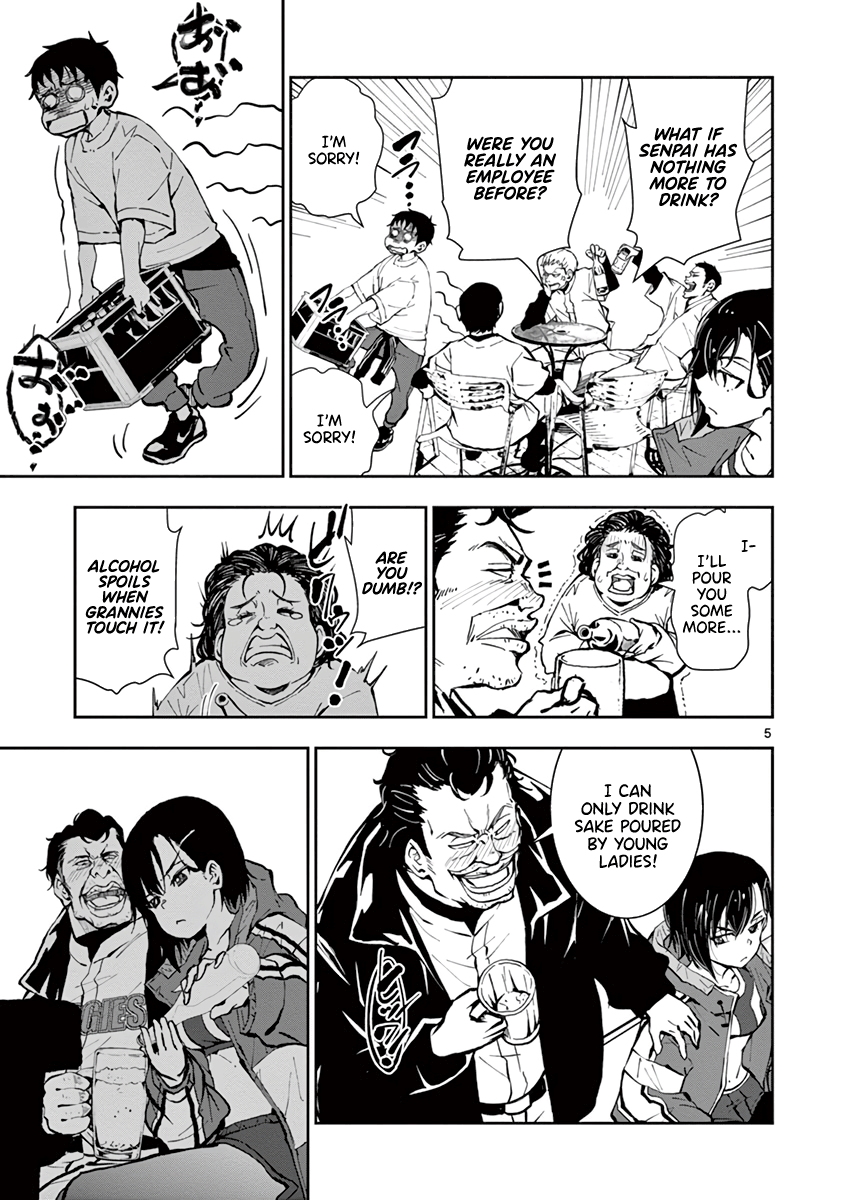 WHAT IF
SENPAI HAS
NOTHING
MORE TO
DRINK?
WERE YOU
REALLY AN
EMPLOYEE
BEFORE?
I'M
SORRY!
I'M
SORRY!
I-
I'LL
POUR
YOU
SOME
MORE...
ARE
YOU
DUMB!?
ALCOHOL
SPOILS
WHEN
GRANNIES
TOUCH IT!
5
I CAN
ONLY DRINK
SAKE POURED
BY YOUNG
LADIES!
GIES